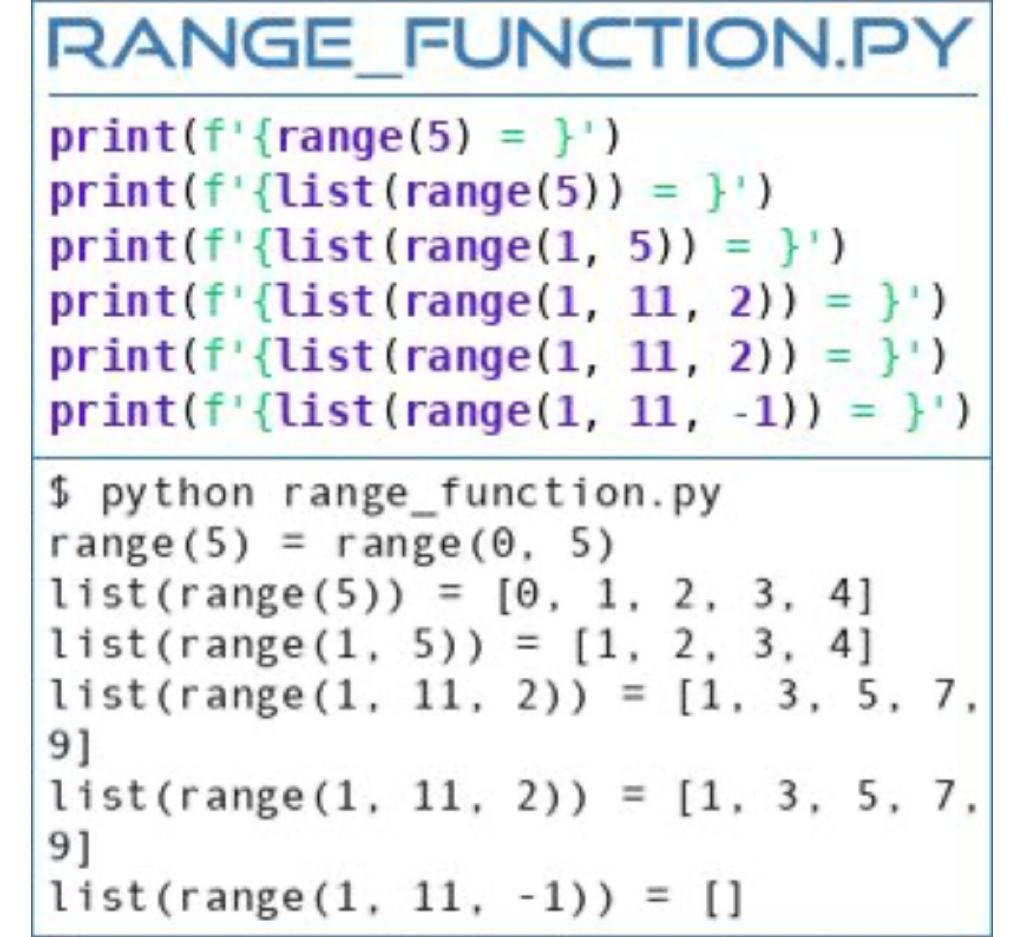 RANGE_FUNCTION.PY
print(f'{range(5) = }')
print(f'{list(range(5)) = }')
print(f'{list(range(1, 5)) = }')
print(f'{list(range(1, 11, 2)) = }')
print(f'{list(range(1, 11, 2)) = }')
print(f'{list(range(1, 11, -1)) = }')
$ python range_function.py
range(5) = range(0, 5)
list(range(5)) = [0, 1, 2, 3, 4]
list(range(1, 5)) = [1, 2, 3, 4]
list(range(1, 11, 2)) = [1, 3, 5, 7,
9]
list(range(1, 11, 2)) = [1, 3, 5, 7,
9]
list(range(1, 11, -1)) = []